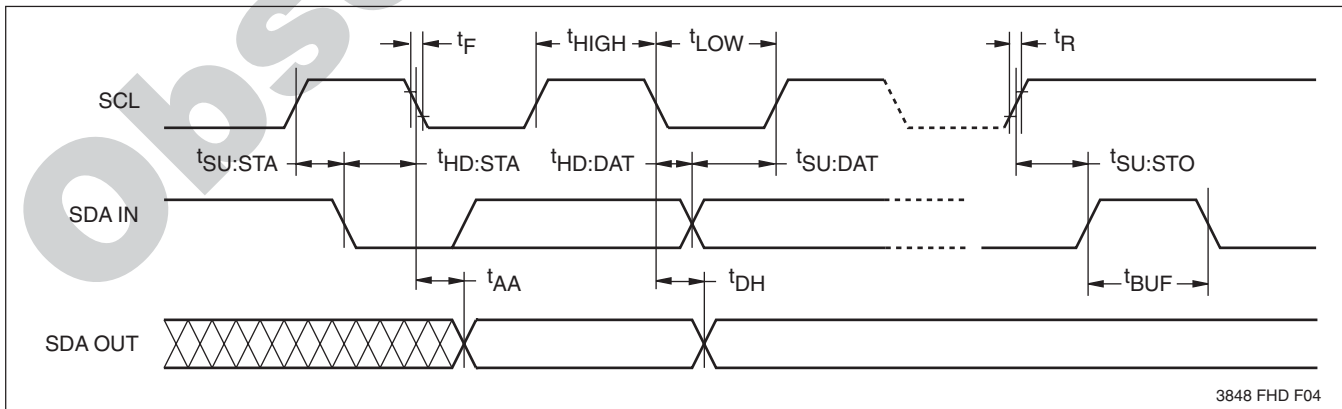 Obs
tF tHIGH tLOW tR
SCL
tSU:STA tHD:STA tHD:DAT tSU:DAT tSU:STO
SDA IN
tAA tDH tBUF
SDA OUT
3848 FHD F04